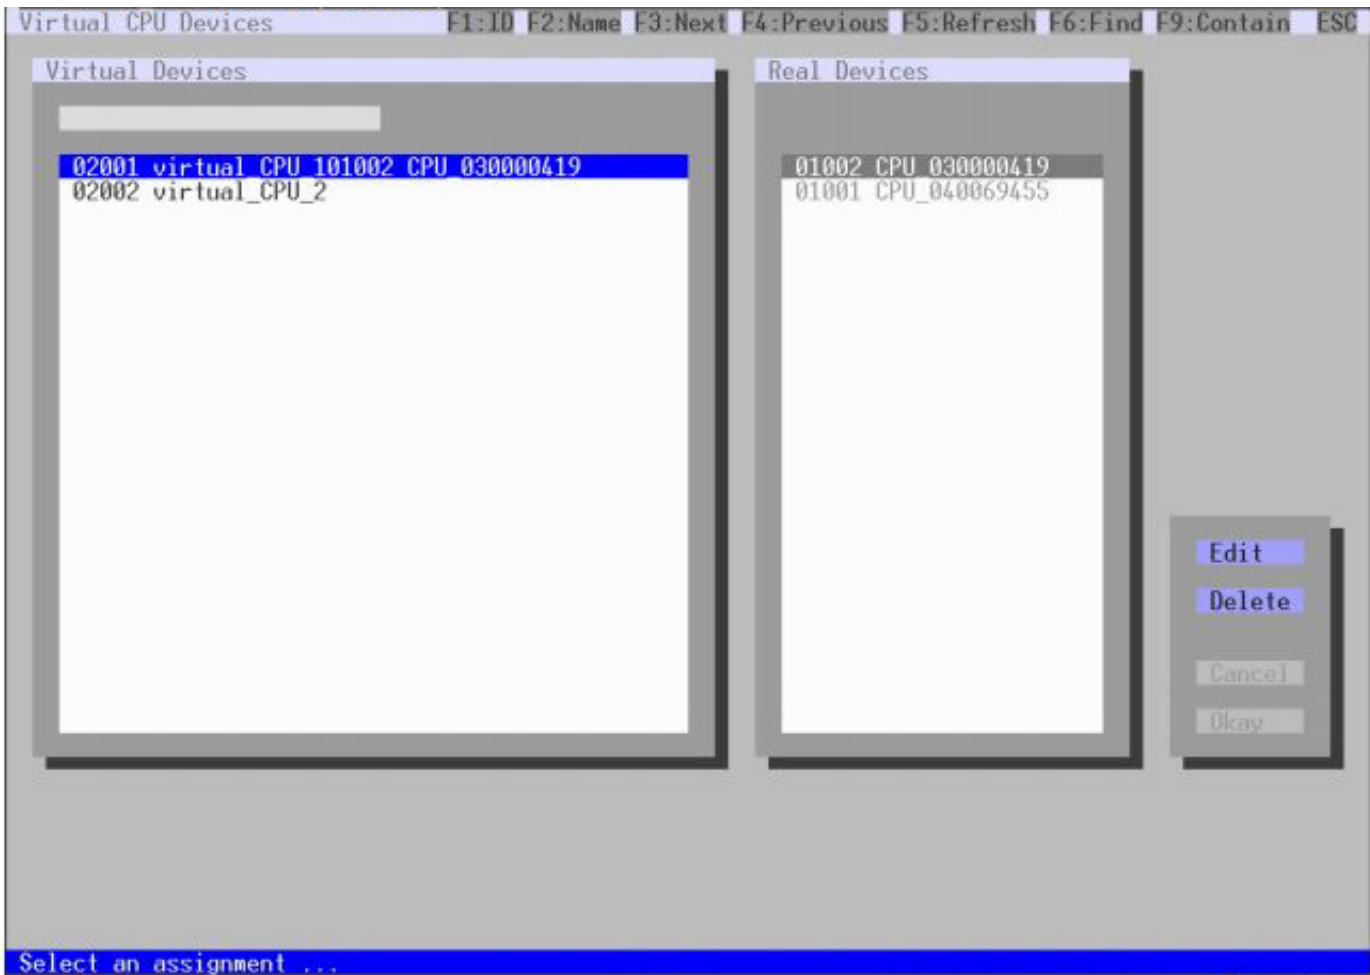 Virtual CPU Devices F1:ID F2:Name F3:Next F4:Previous F5:Refresh F6:Find F9:Contain ESC
Virtual Devices
02001 virtual_CPU_101002 CPU_030000419
02002 virtual_CPU_2
Real Devices
01002 CPU_030000419
01001 CPU_040069455
Edit
Delete
Cancel
Okay
Select an assignment ...